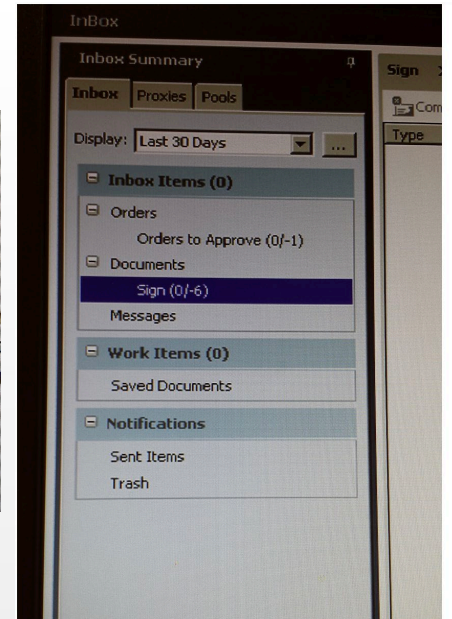 InBox
Inbox Summary
Inbox Proxies Pools
Display: Last 30 Days ...
Inbox Items (0)
Orders
Orders to Approve (0/-1)
Documents
Sign (0/-6)
Messages
Work Items (0)
Saved Documents
Notifications
Sent Items
Trash
Sign
Com
Type